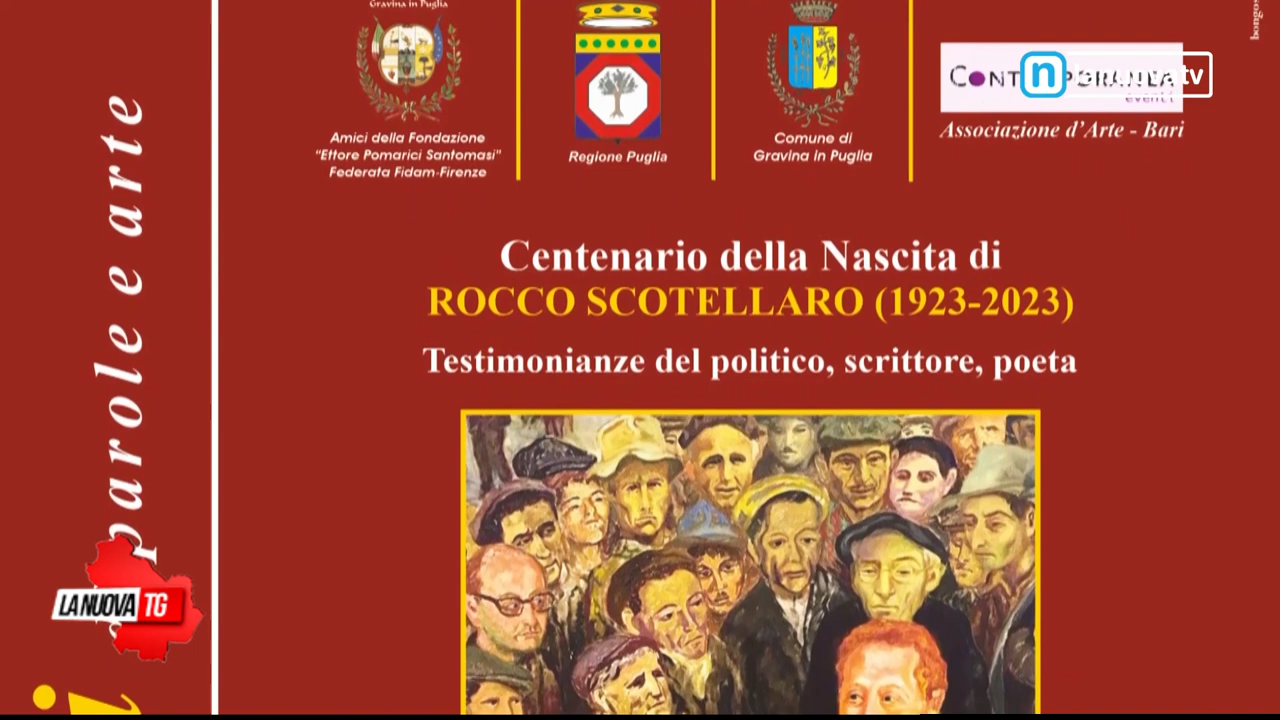 Gravina in Puglia
Amici della Fondazione
"Ettore Pomarici Santomasi"
Federata Fidam-Firenze
Regione Puglia
Comune di
Gravina in Puglia
Associazione d'Arte - Bari
Centenario della Nascita di
ROCCO SCOTELLARO (1923-2023)
Testimonianze del politico, scrittore, poeta
parole e arte
LA NUOVA TG